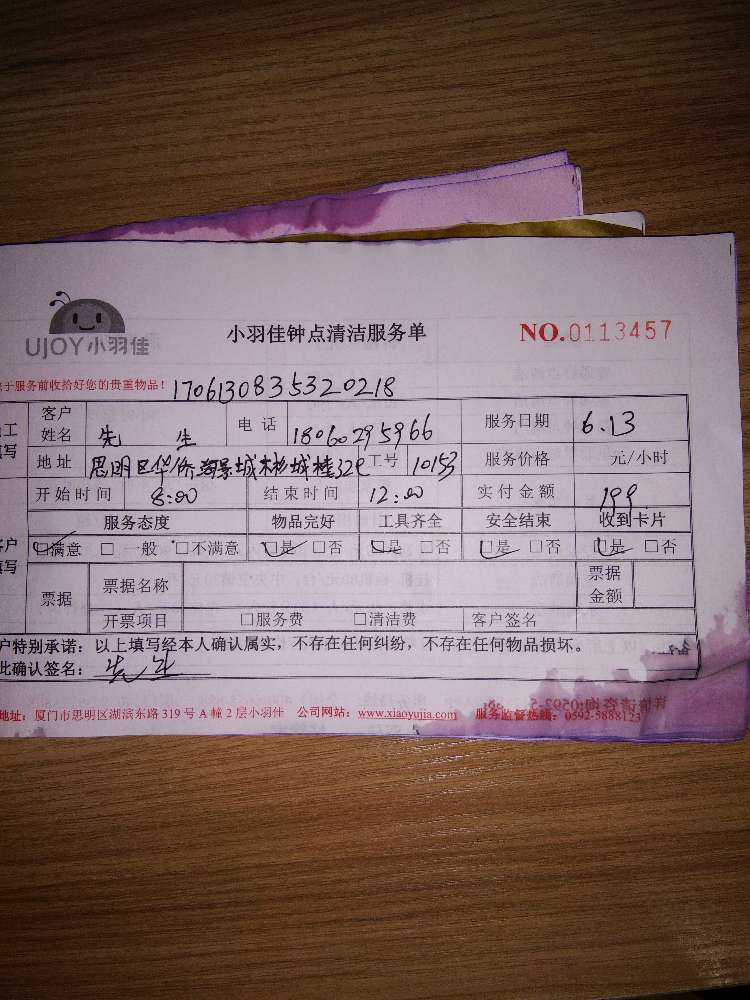 UJOY小羽佳
小羽佳钟点清洁服务单
NO.0113457
于服务前收拾好您的贵重物品！ 1706130835320218
客户姓名 先生 电话 18060295966 服务日期 6.13
地址 思明区华侨海景城 楼32C 工号 10153 服务价格 元/小时
开始时间 8:00 结束时间 12:00 实付金额 199
服务态度 物品完好 工具齐全 安全结束 收到卡片
□满意 □一般 □不满意 □是 □否 □是 □否 □是 □否 □是 □否
票据 票据名称 票据金额
开票项目 □服务费 □清洁费 客户签名
户特别承诺：以上填写经本人确认属实，不存在任何纠纷，不存在任何物品损坏。
此确认签名：先生
地址：厦门市思明区湖滨东路319号A幢2层小羽佳 公司网站：www.xiaoyujia.com 服务监督热线：0592-5888123